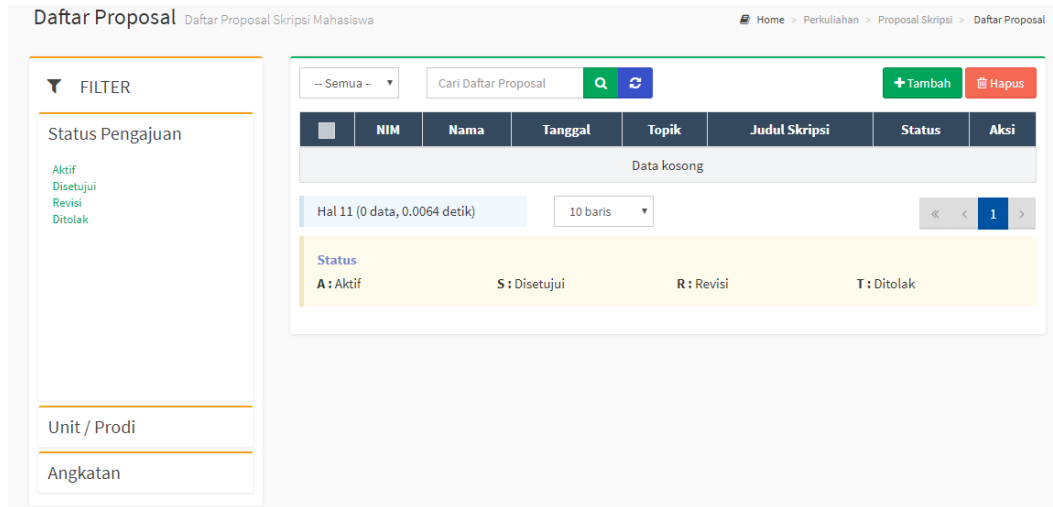 Daftar Proposal Daftar Proposal Skripsi Mahasiswa
Home > Perkuliahan > Proposal Skripsi > Daftar Proposal
FILTER
Status Pengajuan
Aktif
Disetujui
Revisi
Ditolak
Unit / Prodi
Angkatan
-- Semua -- Cari Daftar Proposal Tambah Hapus
NIM Nama Tanggal Topik Judul Skripsi Status Aksi
Data kosong
Hal 11 (0 data, 0.0064 detik) 10 baris « < 1 >
Status
A : Aktif S : Disetujui R : Revisi T : Ditolak